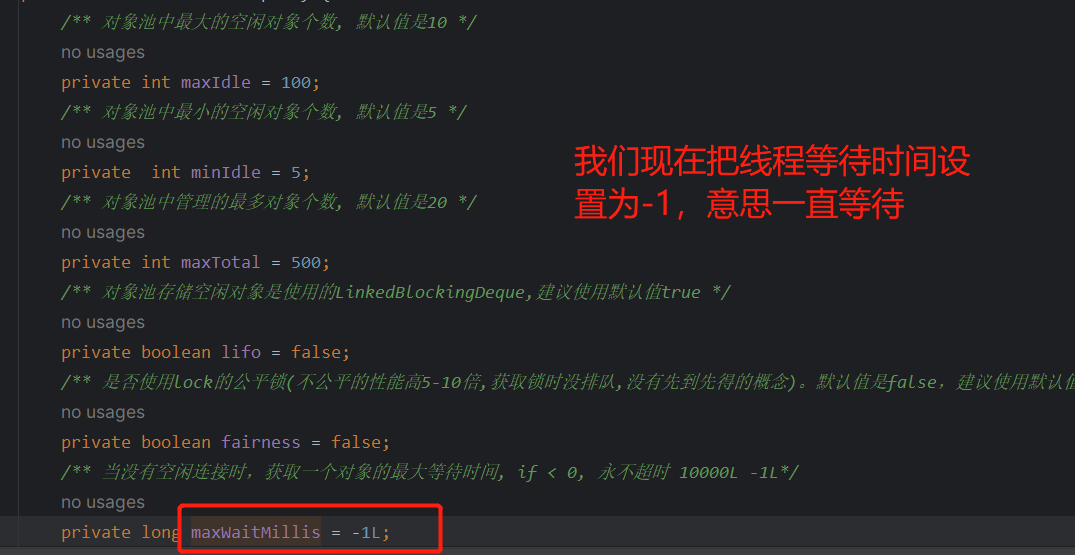 /** 对象池中最大的空闲对象个数, 默认值是10 */
no usages
private int maxIdle = 100;
/** 对象池中最小的空闲对象个数, 默认值是5 */
no usages
private  int minIdle = 5;
/** 对象池中管理的最多对象个数, 默认值是20 */
no usages
private int maxTotal = 500;
/** 对象池存储空闲对象是使用的LinkedBlockingDeque,建议使用默认值true */
no usages
private boolean lifo = false;
/** 是否使用lock的公平锁(不公平的性能高5-10倍,获取锁时没排队,没有先到先得的概念)。默认值是false, 建议使用默认值
no usages
private boolean fairness = false;
/** 当没有空闲连接时, 获取一个对象的最大等待时间, if < 0, 永不超时 10000L -1L*/
no usages
private long maxWaitMillis = -1L;
我们现在把线程等待时间设
置为-1，意思一直等待